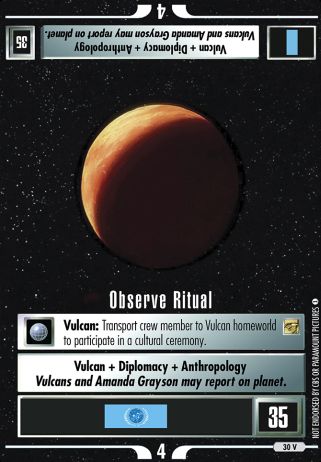 4
Vulcan + Diplomacy + Anthropology
Vulcans and Amanda Grayson may report on planet.
35
Observe Ritual
Vulcan: Transport crew member to Vulcan homeworld
to participate in a cultural ceremony.
Vulcan + Diplomacy + Anthropology
Vulcans and Amanda Grayson may report on planet.
35
4
30 V
NOT ENDORSED BY CBS OR PARAMOUNT PICTURES